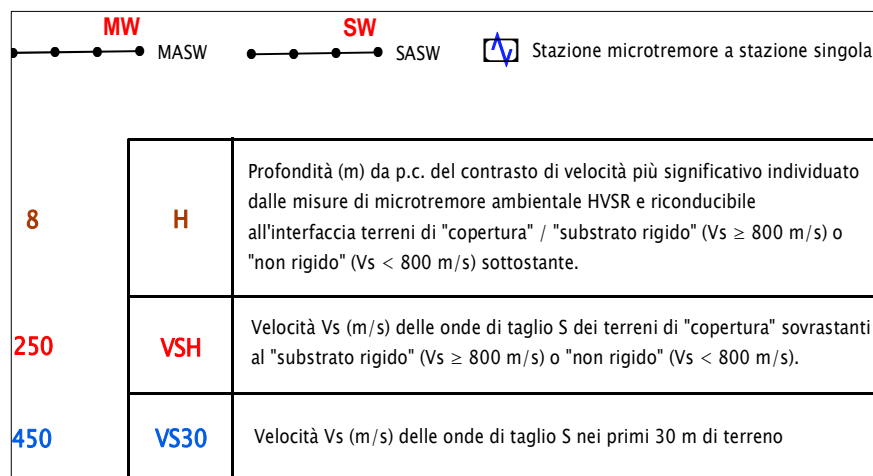 MW
SW
MASW
SASW
Stazione microtremore a stazione singola
8
H
Profondità (m) da p.c. del contrasto di velocità più significativo individuato
dalle misure di microtremore ambientale HVSR e riconducibile
all'interfaccia terreni di "copertura" / "substrato rigido" (Vs ≥ 800 m/s) o
"non rigido" (Vs < 800 m/s) sottostante.
250
VSH
Velocità Vs (m/s) delle onde di taglio S dei terreni di "copertura" sovrastanti
al "substrato rigido" (Vs ≥ 800 m/s) o "non rigido" (Vs < 800 m/s).
450
VS30
Velocità Vs (m/s) delle onde di taglio S nei primi 30 m di terreno